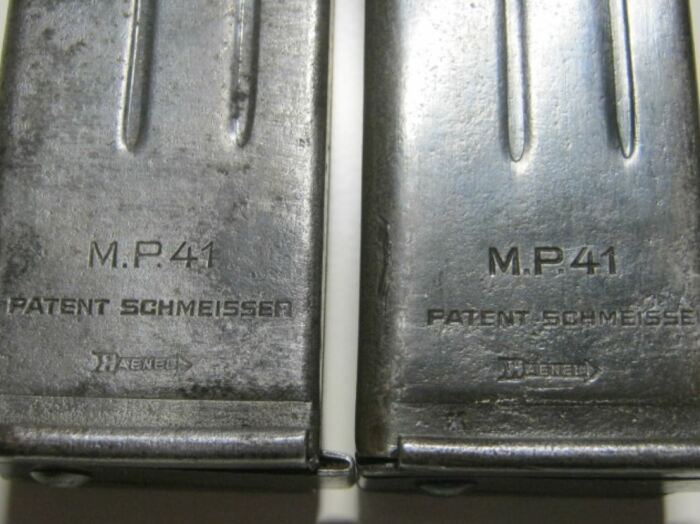 M.P.41
PATENT SCHMEISSER
HAENEL
M.P.41
PATENT SCHMEISSE
HAENEL